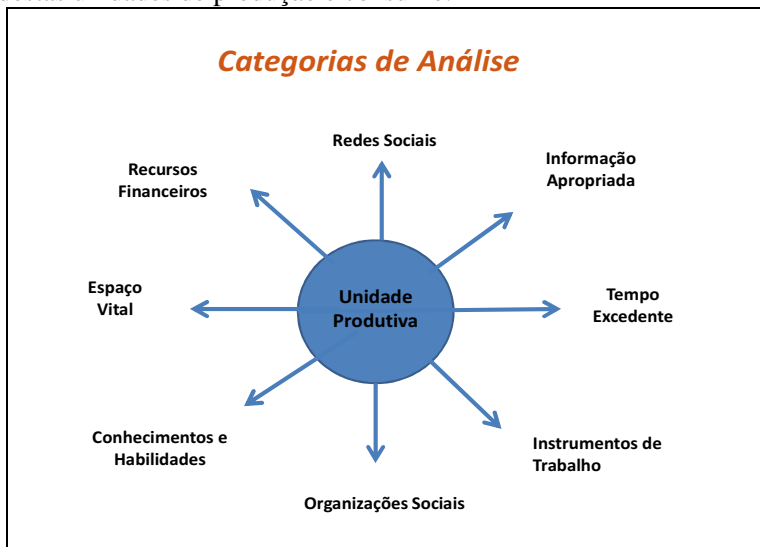 Categorias de Análise
Redes Sociais
Informação
Apropriada
Recursos
Financeiros
Espaço
Vital
Unidade
Produtiva
Tempo
Excedente
Conhecimentos e
Habilidades
Instrumentos de
Trabalho
Organizações Sociais